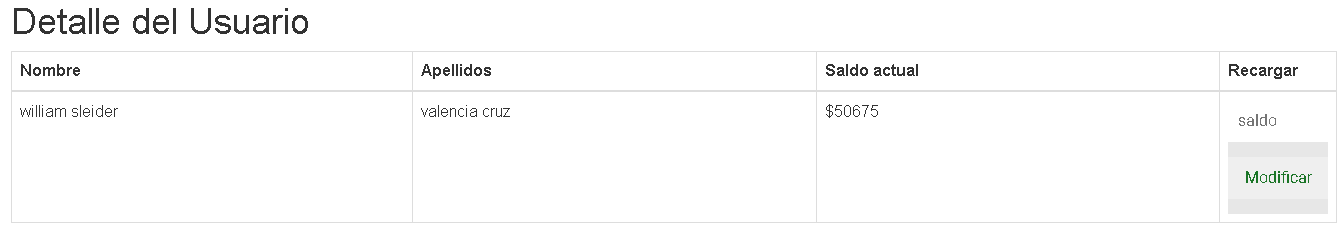 Detalle del Usuario
Nombre Apellidos Saldo actual Recargar
william sleider valencia cruz $50675
saldo
Modificar